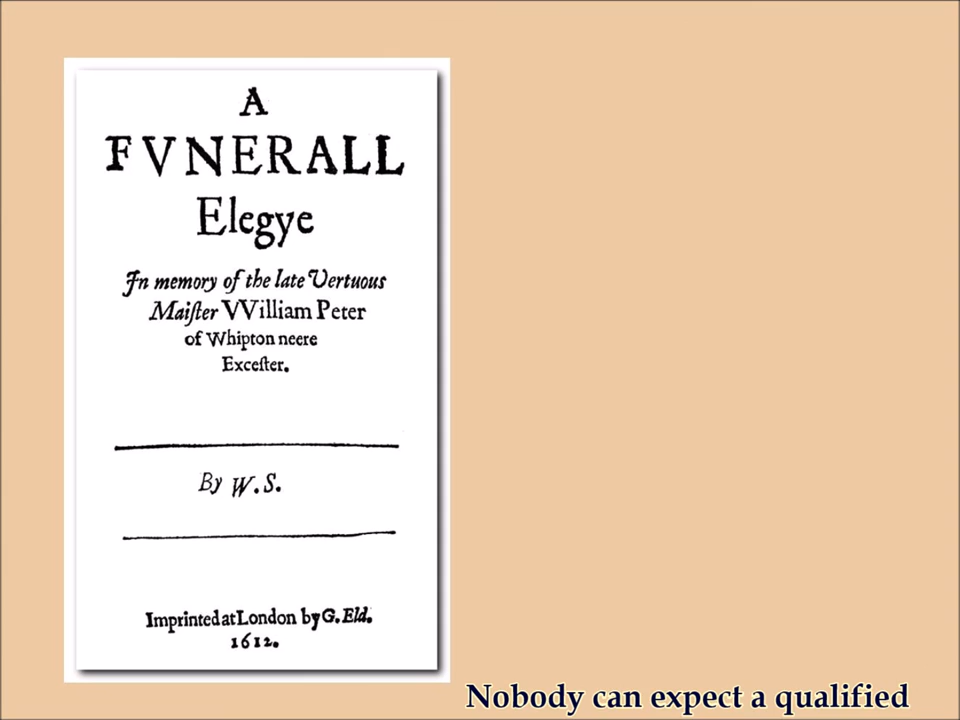 A
FVNERALL
Elegye
In memory of the late Vertuous
Maiſter VVilliam Peter
of Whipton neere
Exceſter.
By W.S.
Imprinted at London by G. Eld.
1612.
Nobody can expect a qualified